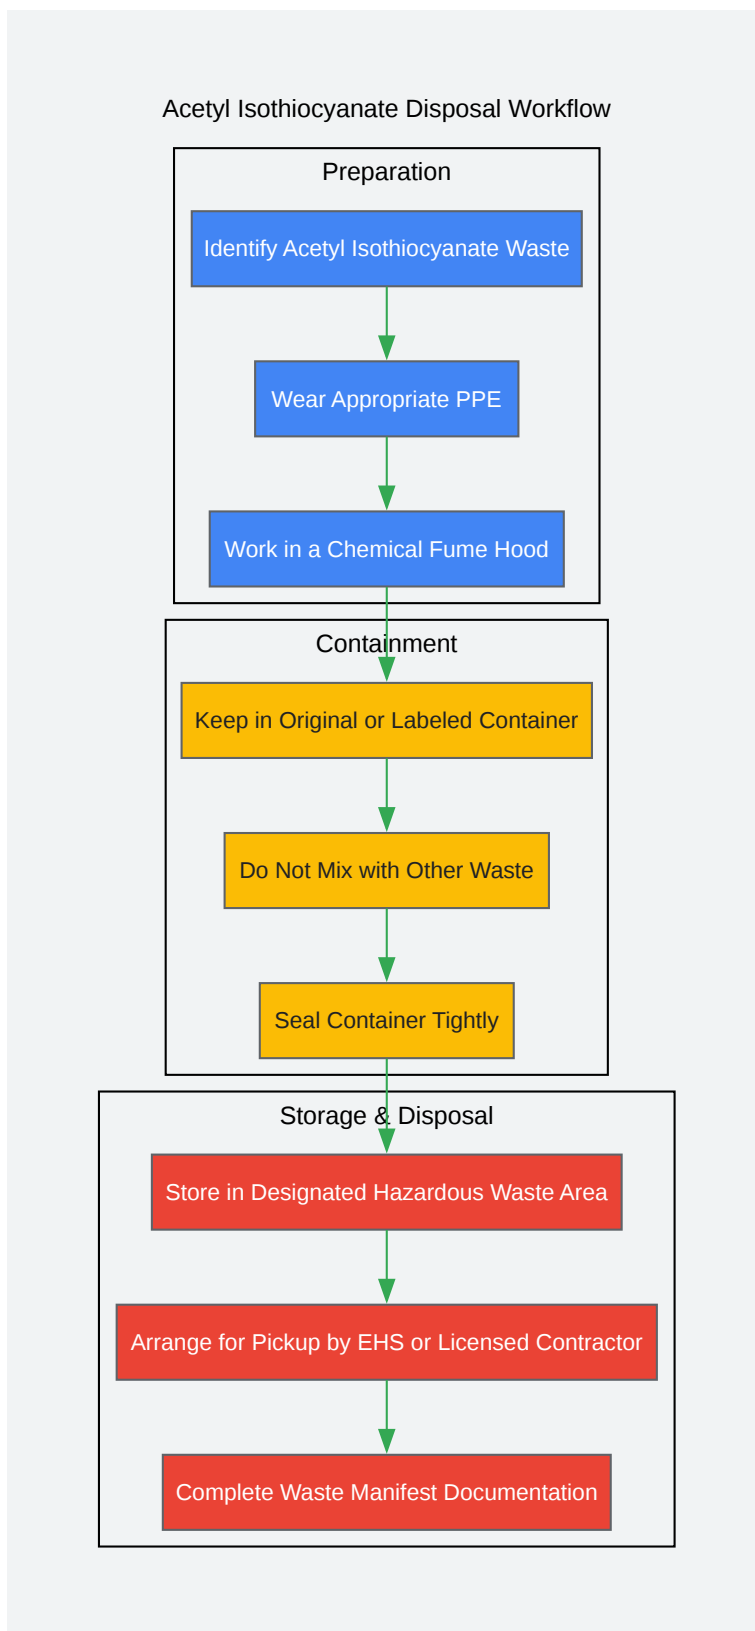 Acetyl Isothiocyanate Disposal Workflow
Preparation
Identify Acetyl Isothiocyanate Waste
Wear Appropriate PPE
Work in a Chemical Fume Hood
Containment
Keep in Original or Labeled Container
Do Not Mix with Other Waste
Seal Container Tightly
Storage & Disposal
Store in Designated Hazardous Waste Area
Arrange for Pickup by EHS or Licensed Contractor
Complete Waste Manifest Documentation